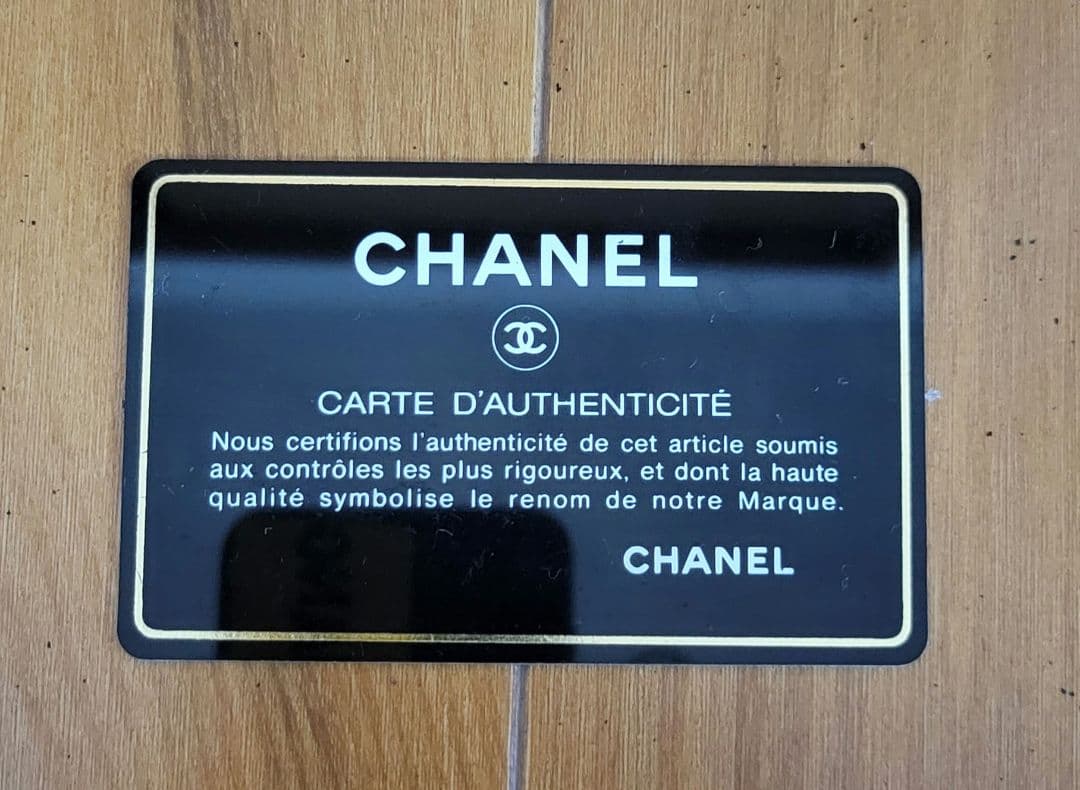 CHANEL
CARTE D'AUTHENTICITÉ
Nous certifions l'authenticité de cet article soumis
aux contrôles les plus rigoureux, et dont la haute
qualité symbolise le renom de notre Marque.
CHANEL